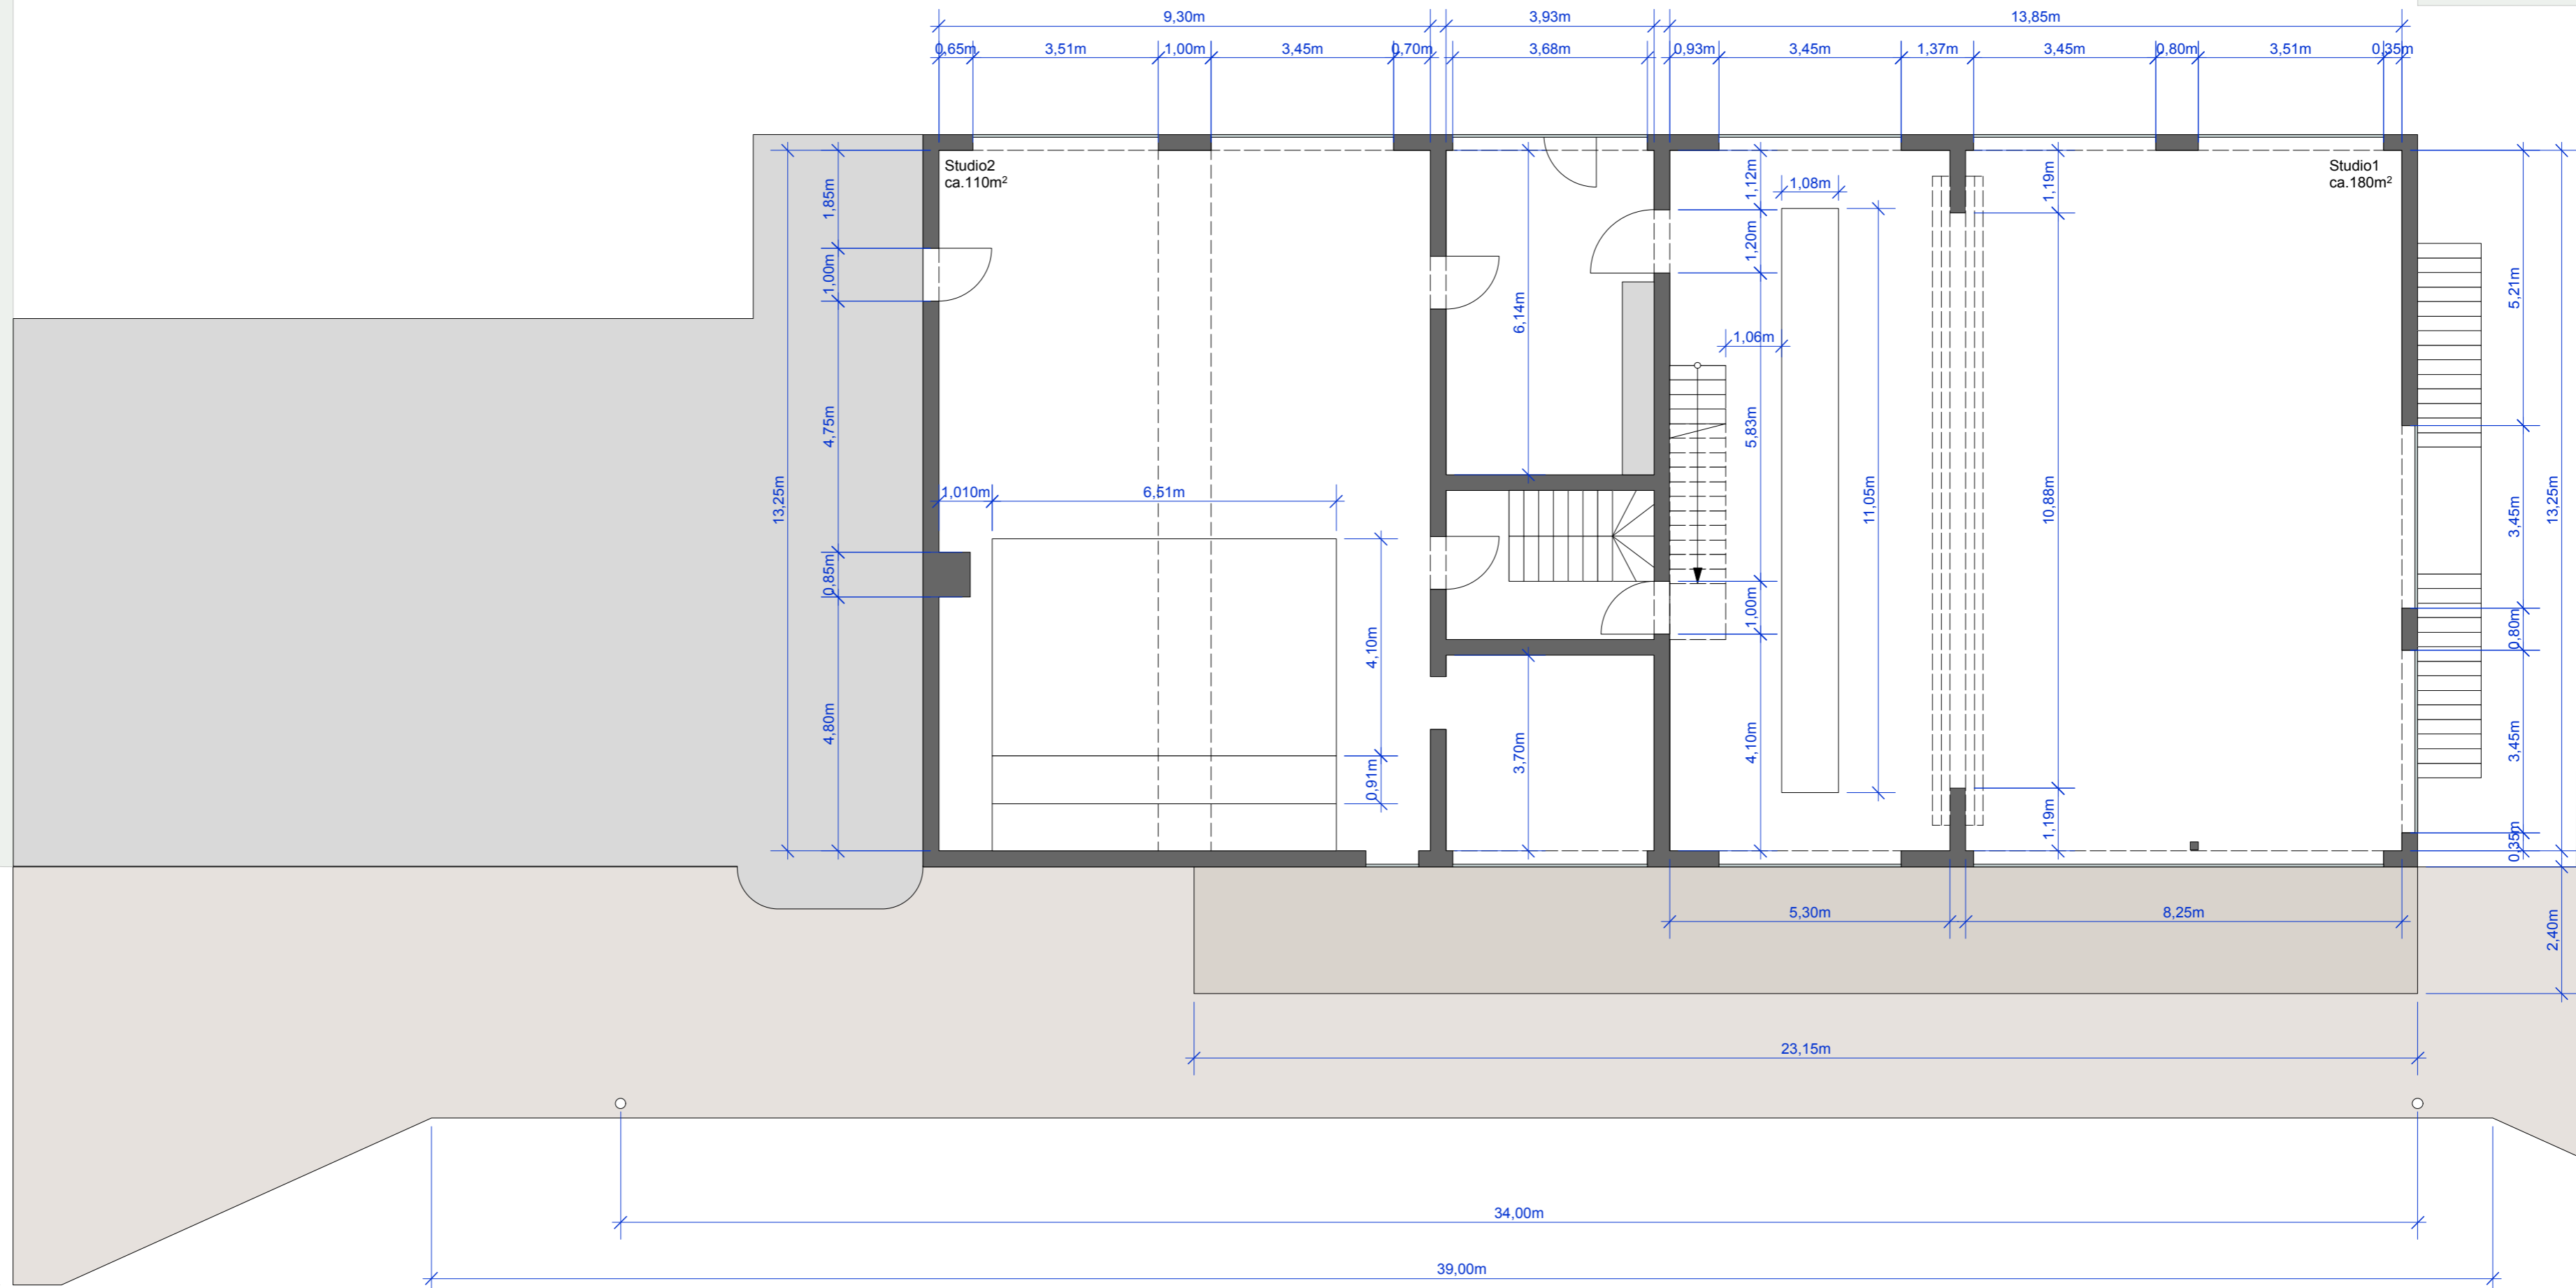 9,30m
3,93m
13,85m
0,65m
3,51m
1,00m
3,45m
0,70m
3,68m
0,93m
3,45m
1,37m
3,45m
0,80m
3,51m
0,35m
Studio2
ca.110m²
Studio1
ca.180m²
1,85m
1,00m
4,75m
13,25m
0,85m
4,80m
1,010m
6,51m
4,10m
0,91m
6,14m
3,70m
1,12m
1,20m
1,08m
1,06m
5,83m
11,05m
1,00m
4,10m
1,19m
10,88m
1,19m
5,21m
3,45m
13,25m
0,80m
3,45m
0,35m
5,30m
8,25m
2,40m
23,15m
34,00m
39,00m